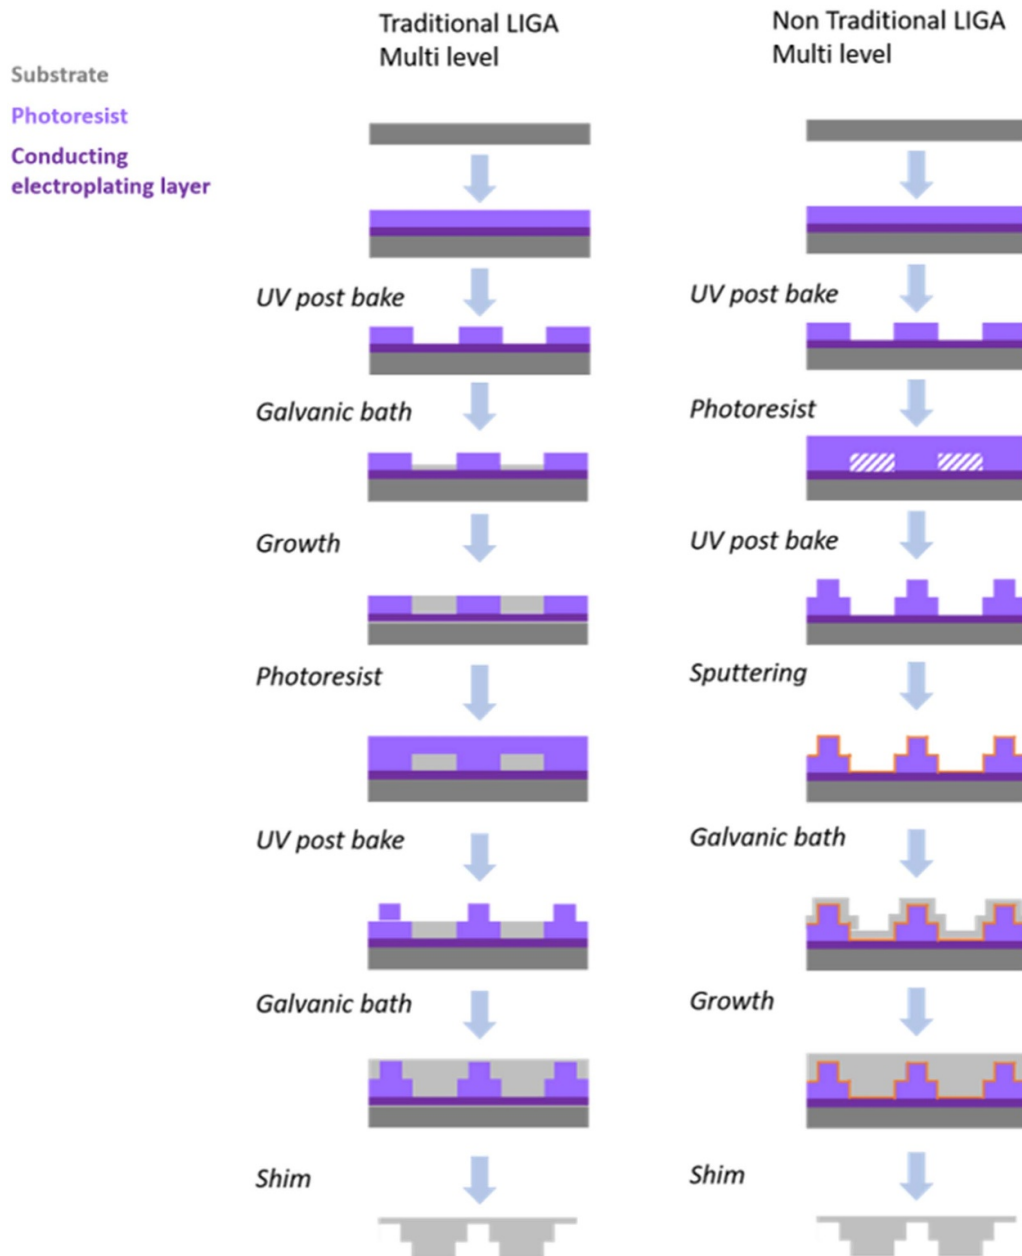 Traditional LIGA
Multi level
Non Traditional LIGA
Multi level
Substrate
Photoresist
Conducting
electroplating layer
UV post bake
Galvanic bath
Growth
Photoresist
UV post bake
Galvanic bath
Shim
UV post bake
Photoresist
UV post bake
Sputtering
Galvanic bath
Growth
Shim